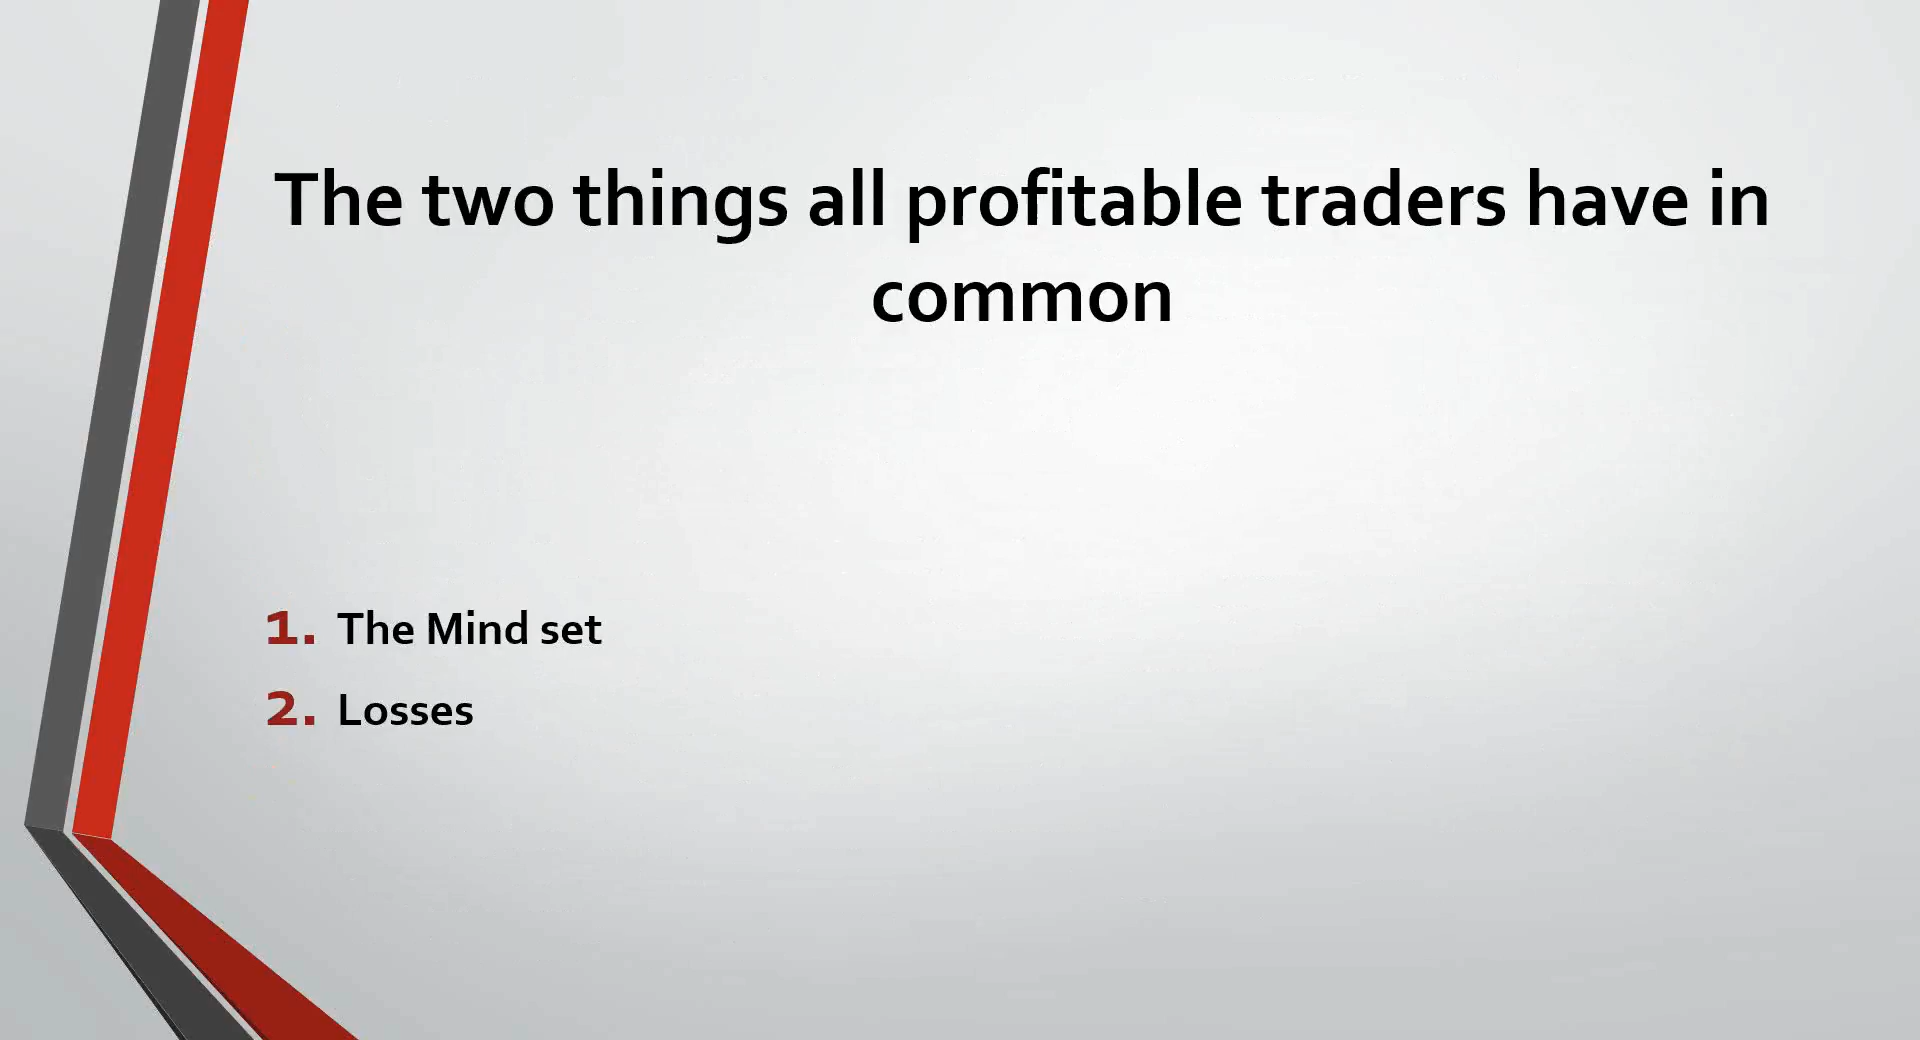 The two things all profitable traders have in
common
1. The Mind set
2. Losses